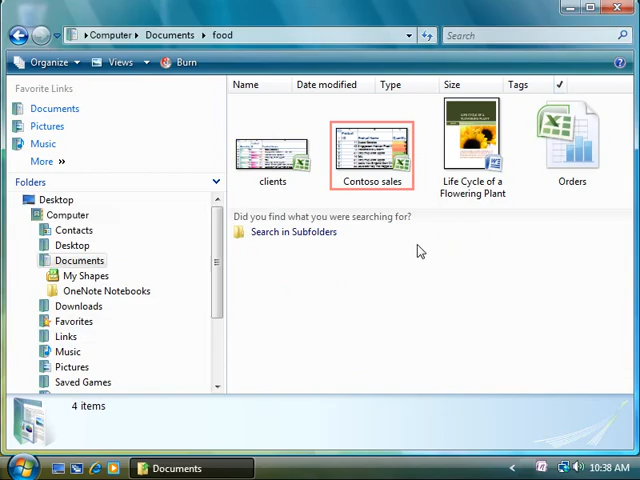 Computer ▸ Documents ▸ food
Search
Organize
Views
Burn
Favorite Links
Documents
Pictures
Music
More »
Folders
Desktop
Computer
Contacts
Desktop
Documents
My Shapes
OneNote Notebooks
Downloads
Favorites
Links
Music
Pictures
Saved Games
Name Date modified Type Size Tags
clients
Contoso sales
Life Cycle of a
Flowering Plant
Orders
Did you find what you were searching for?
Search in Subfolders
4 items
Documents
10:38 AM